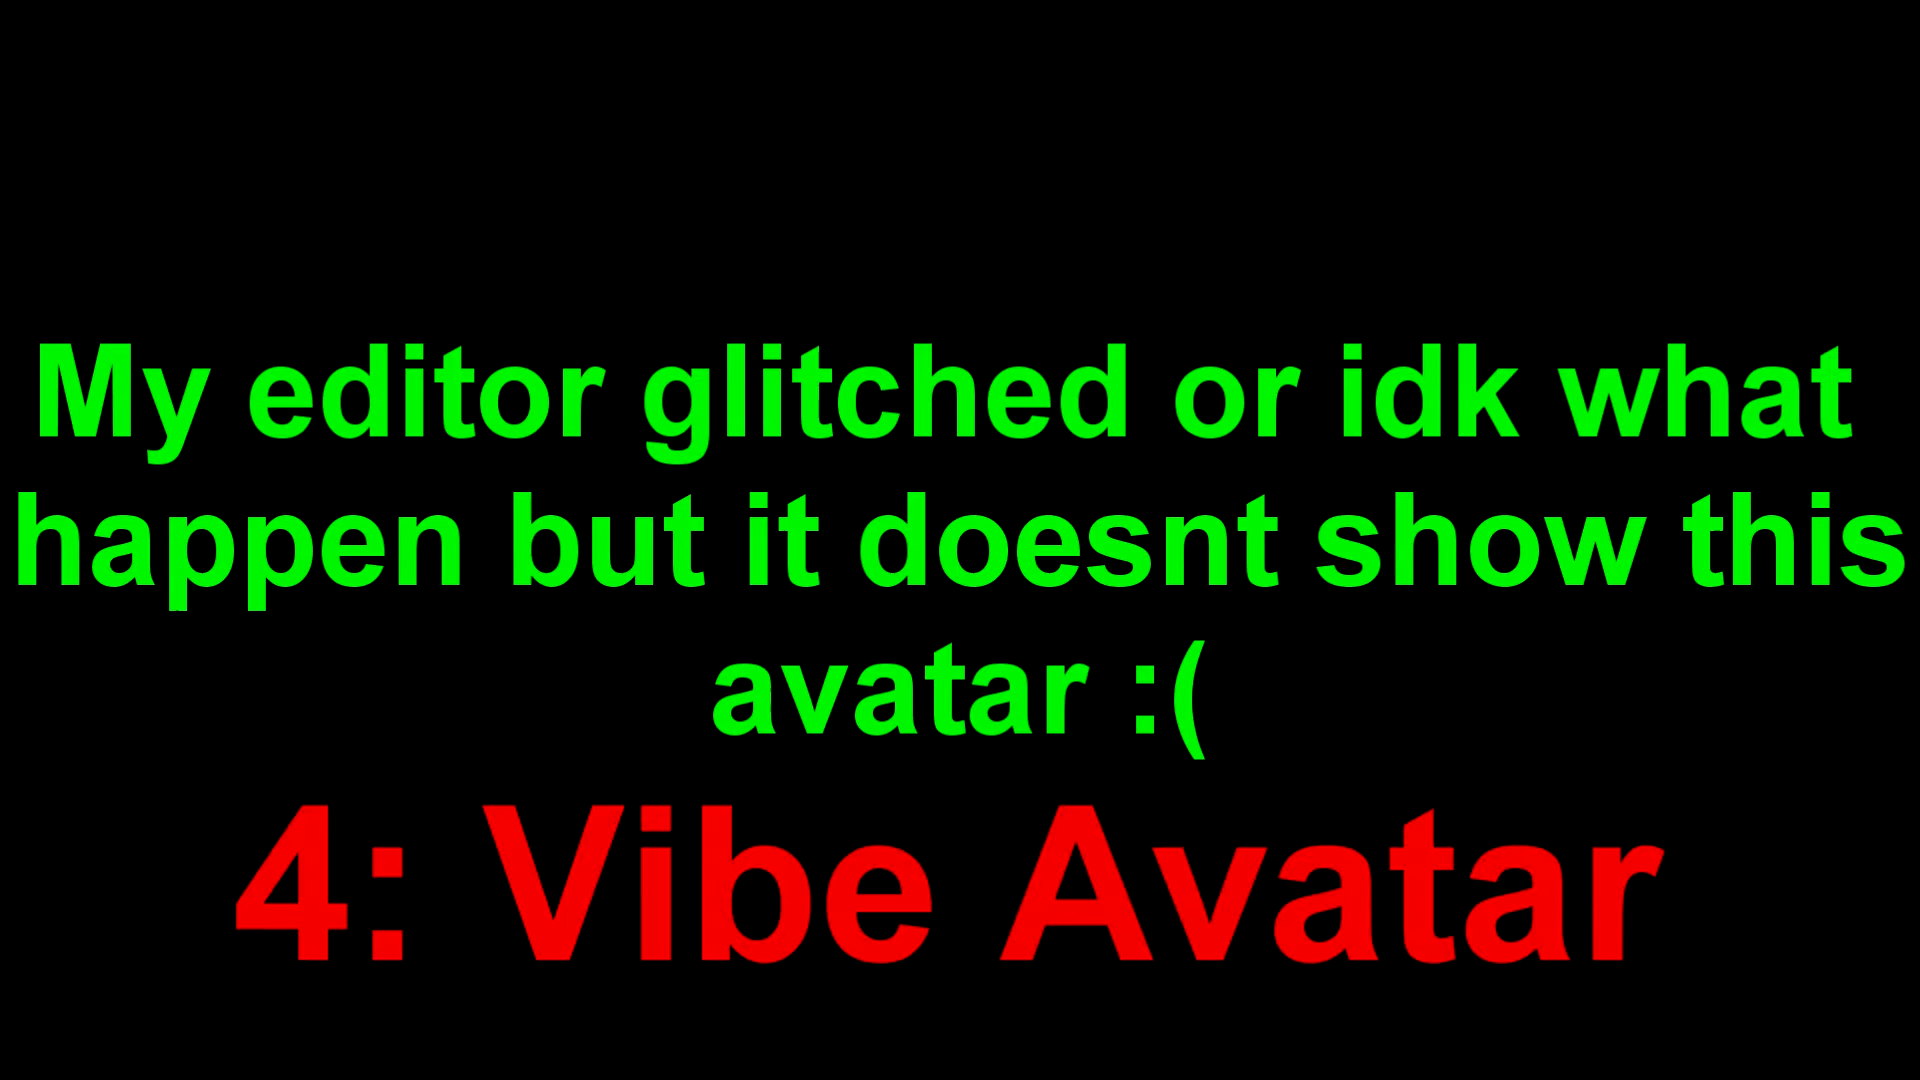 My editor glitched or idk what
happen but it doesnt show this
avatar :(
4: Vibe Avatar